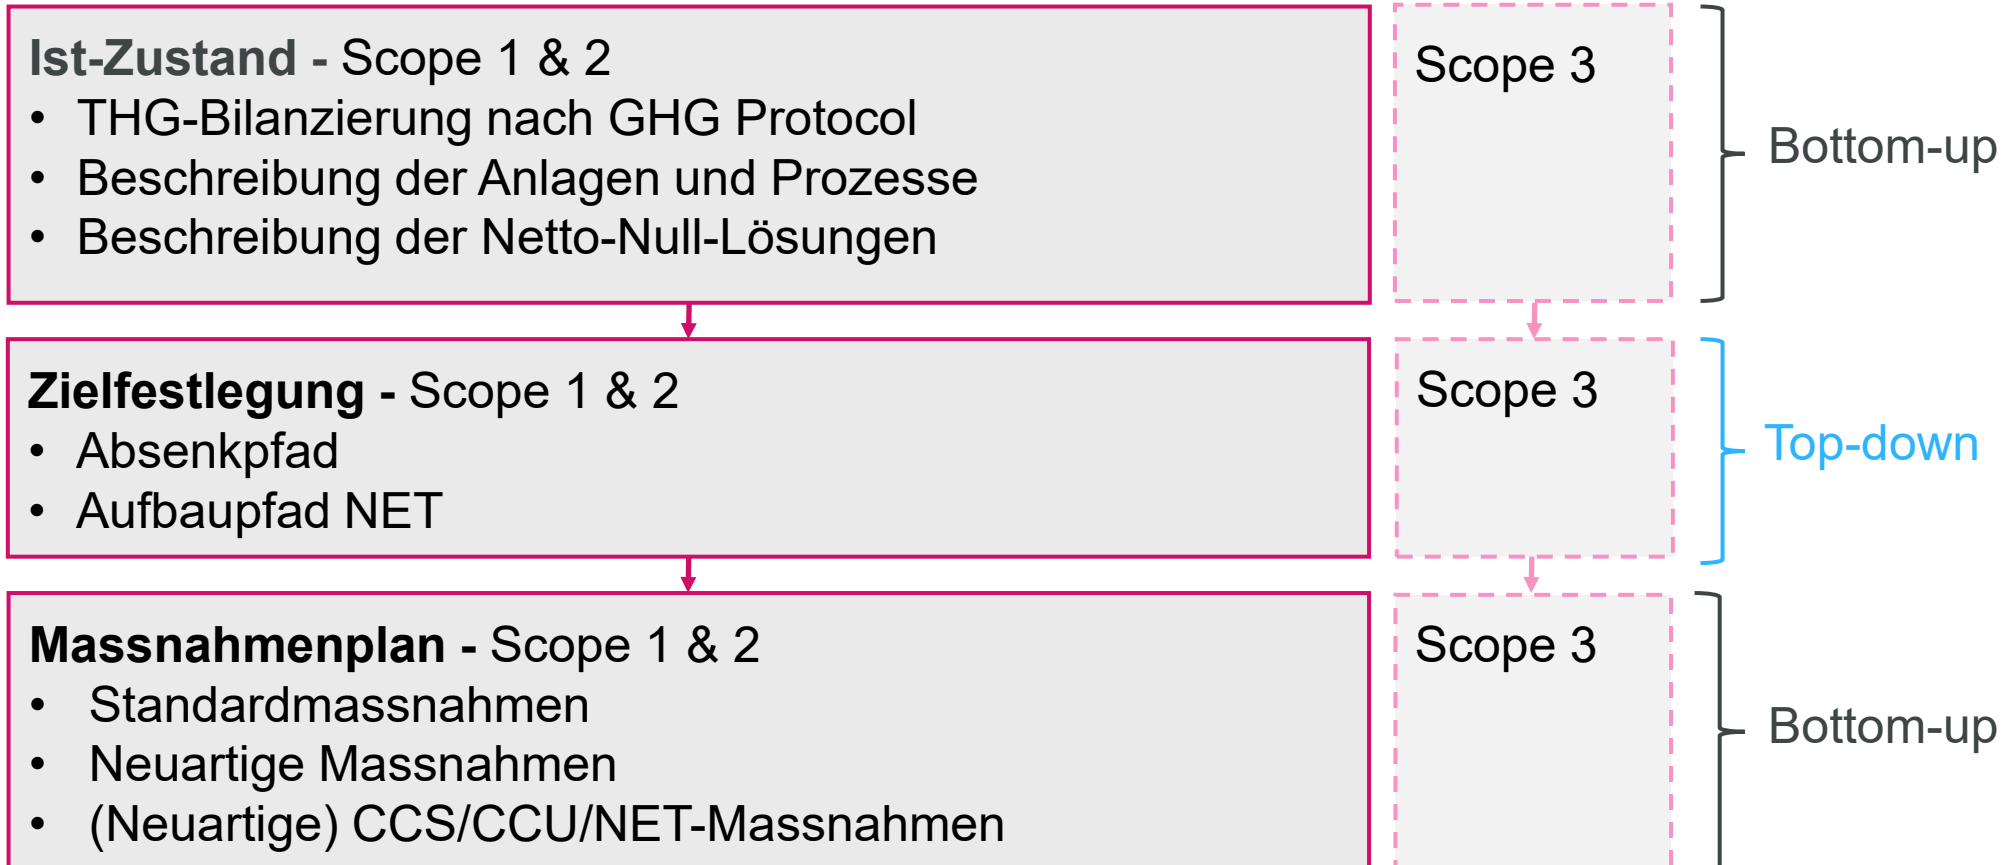 Ist-Zustand - Scope 1 & 2
• THG-Bilanzierung nach GHG Protocol
• Beschreibung der Anlagen und Prozesse
• Beschreibung der Netto-Null-Lösungen
Scope 3
Bottom-up
Zielfestlegung - Scope 1 & 2
• Absenkpfad
• Aufbaupfad NET
Scope 3
Top-down
Massnahmenplan - Scope 1 & 2
• Standardmassnahmen
• Neuartige Massnahmen
• (Neuartige) CCS/CCU/NET-Massnahmen
Scope 3
Bottom-up